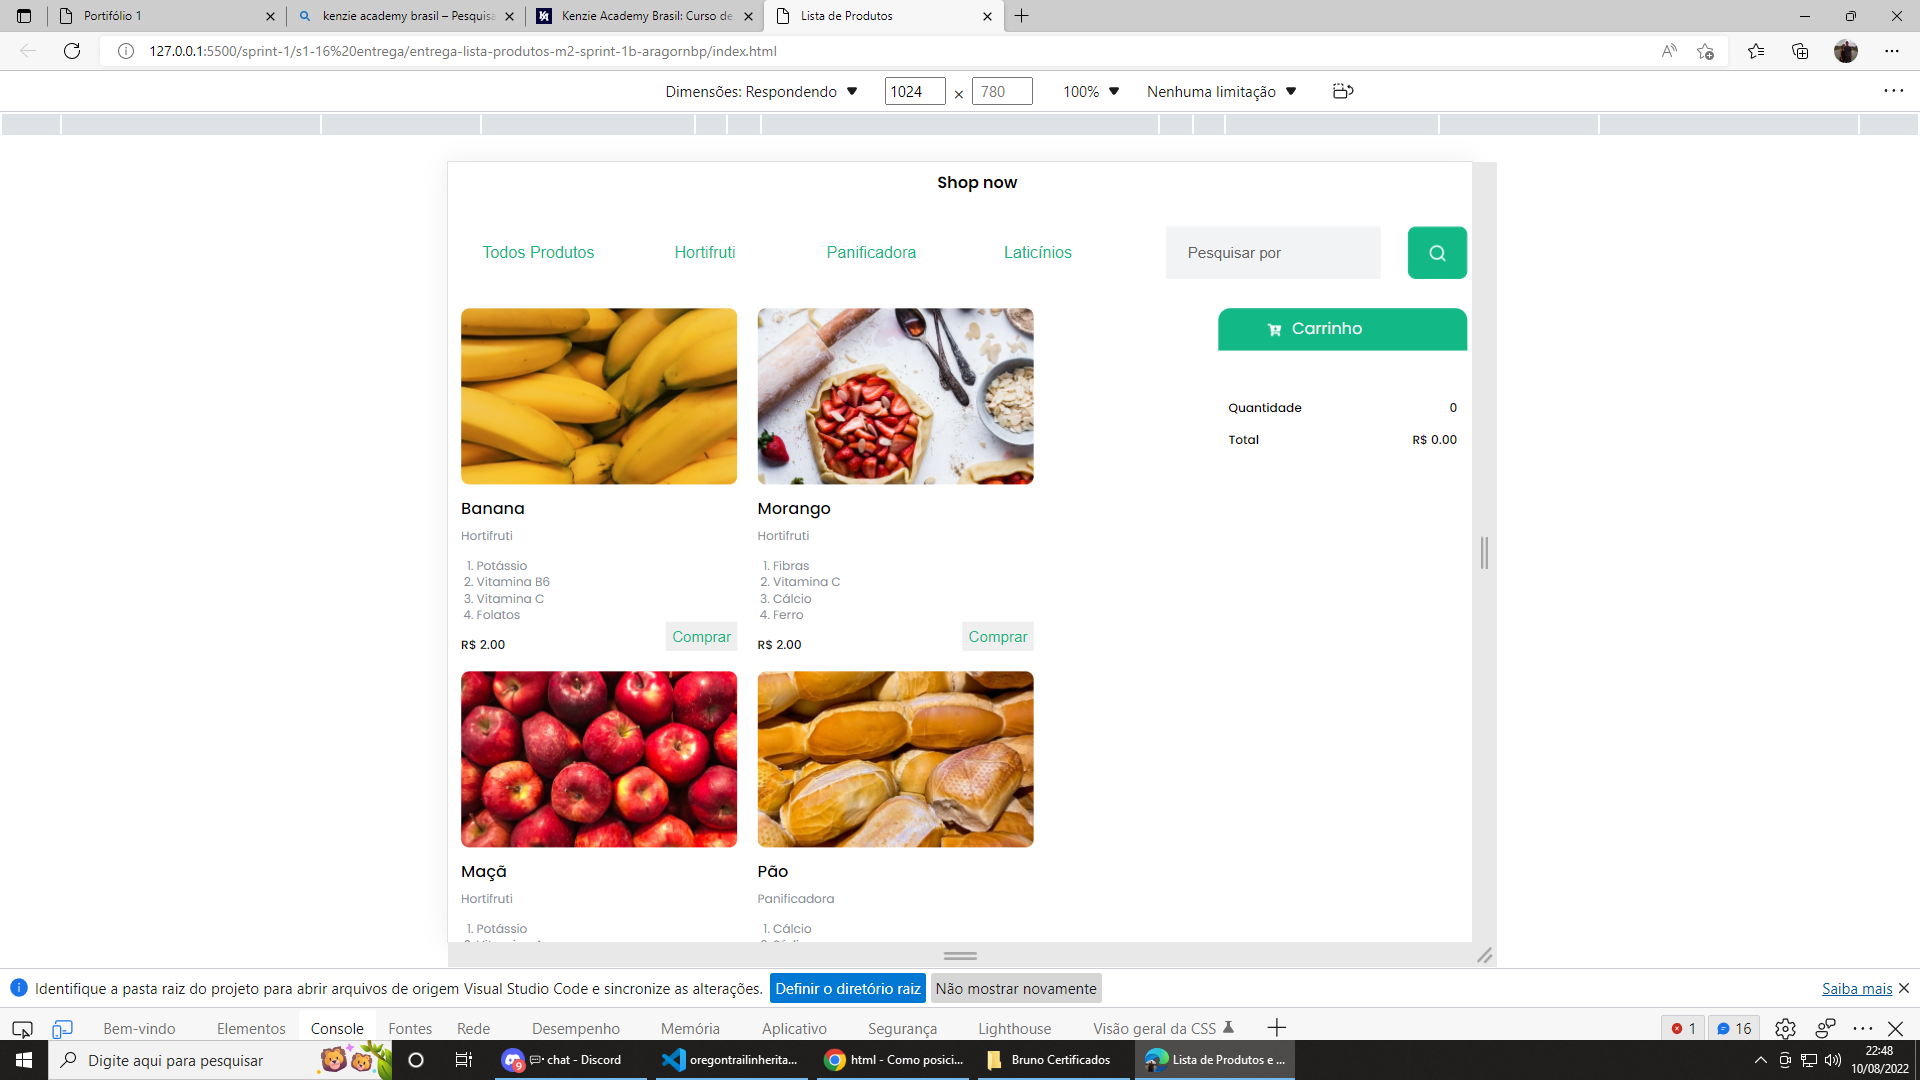 Portifólio 1
kenzie academy brasil – Pesquisa
Kenzie Academy Brasil: Curso de
Lista de Produtos
127.0.0.1:5500/sprint-1/s1-16%20entrega/entrega-lista-produtos-m2-sprint-1b-aragornbp/index.html
Dimensões: Respondendo
1024 × 780
100%
Nenhuma limitação
Shop now
Todos Produtos
Hortifruti
Panificadora
Laticínios
Pesquisar por
Carrinho
Quantidade 0
Total R$ 0.00
Banana
Hortifruti
1. Potássio
2. Vitamina B6
3. Vitamina C
4. Folatos
R$ 2.00
Comprar
Morango
Hortifruti
1. Fibras
2. Vitamina C
3. Cálcio
4. Ferro
R$ 2.00
Comprar
Maçã
Hortifruti
1. Potássio
Pão
Panificadora
1. Cálcio
Identifique a pasta raiz do projeto para abrir arquivos de origem Visual Studio Code e sincronize as alterações.
Definir o diretório raiz
Não mostrar novamente
Saiba mais
Bem-vindo
Elementos
Console
Fontes
Rede
Desempenho
Memória
Aplicativo
Segurança
Lighthouse
Visão geral da CSS
1
16
Digite aqui para pesquisar
9
chat - Discord
oregontrailinherita...
html - Como posici...
Bruno Certificados
Lista de Produtos e ...
22:48
10/08/2022